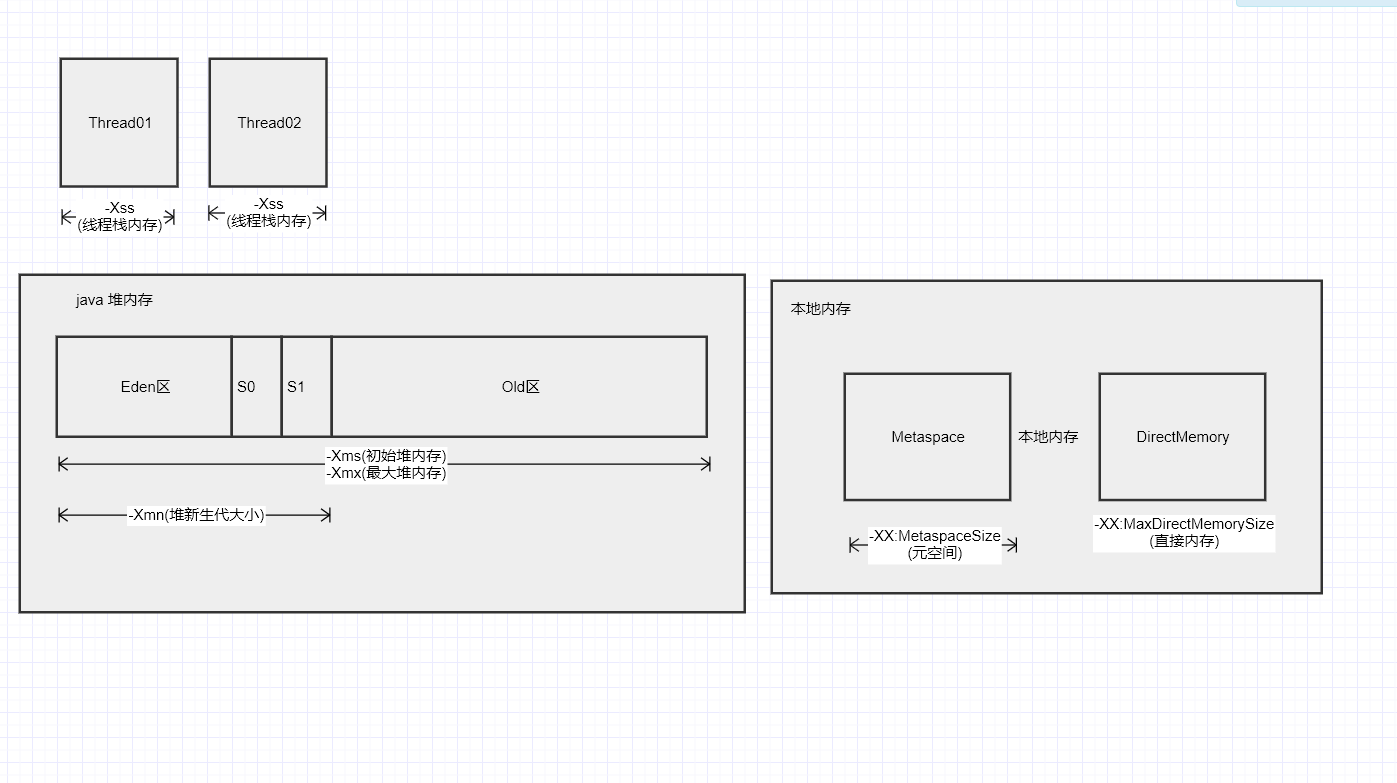 Thread01
Thread02
-Xss
(线程栈内存)
-Xss
(线程栈内存)
java 堆内存
Eden区
S0
S1
Old区
-Xms(初始堆内存)
-Xmx(最大堆内存)
-Xmn(堆新生代大小)
本地内存
Metaspace
本地内存
DirectMemory
-XX:MetaspaceSize
(元空间)
-XX:MaxDirectMemorySize
(直接内存)